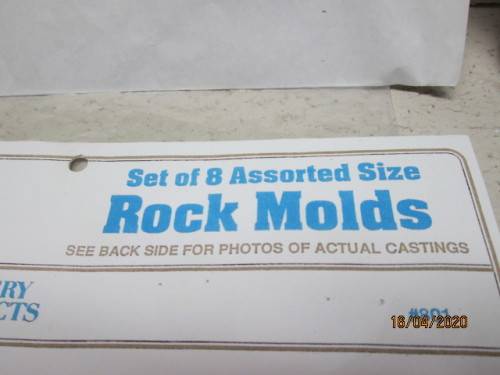 Set of 8 Assorted Size
Rock Molds
SEE BACK SIDE FOR PHOTOS OF ACTUAL CASTINGS
16/04/2020